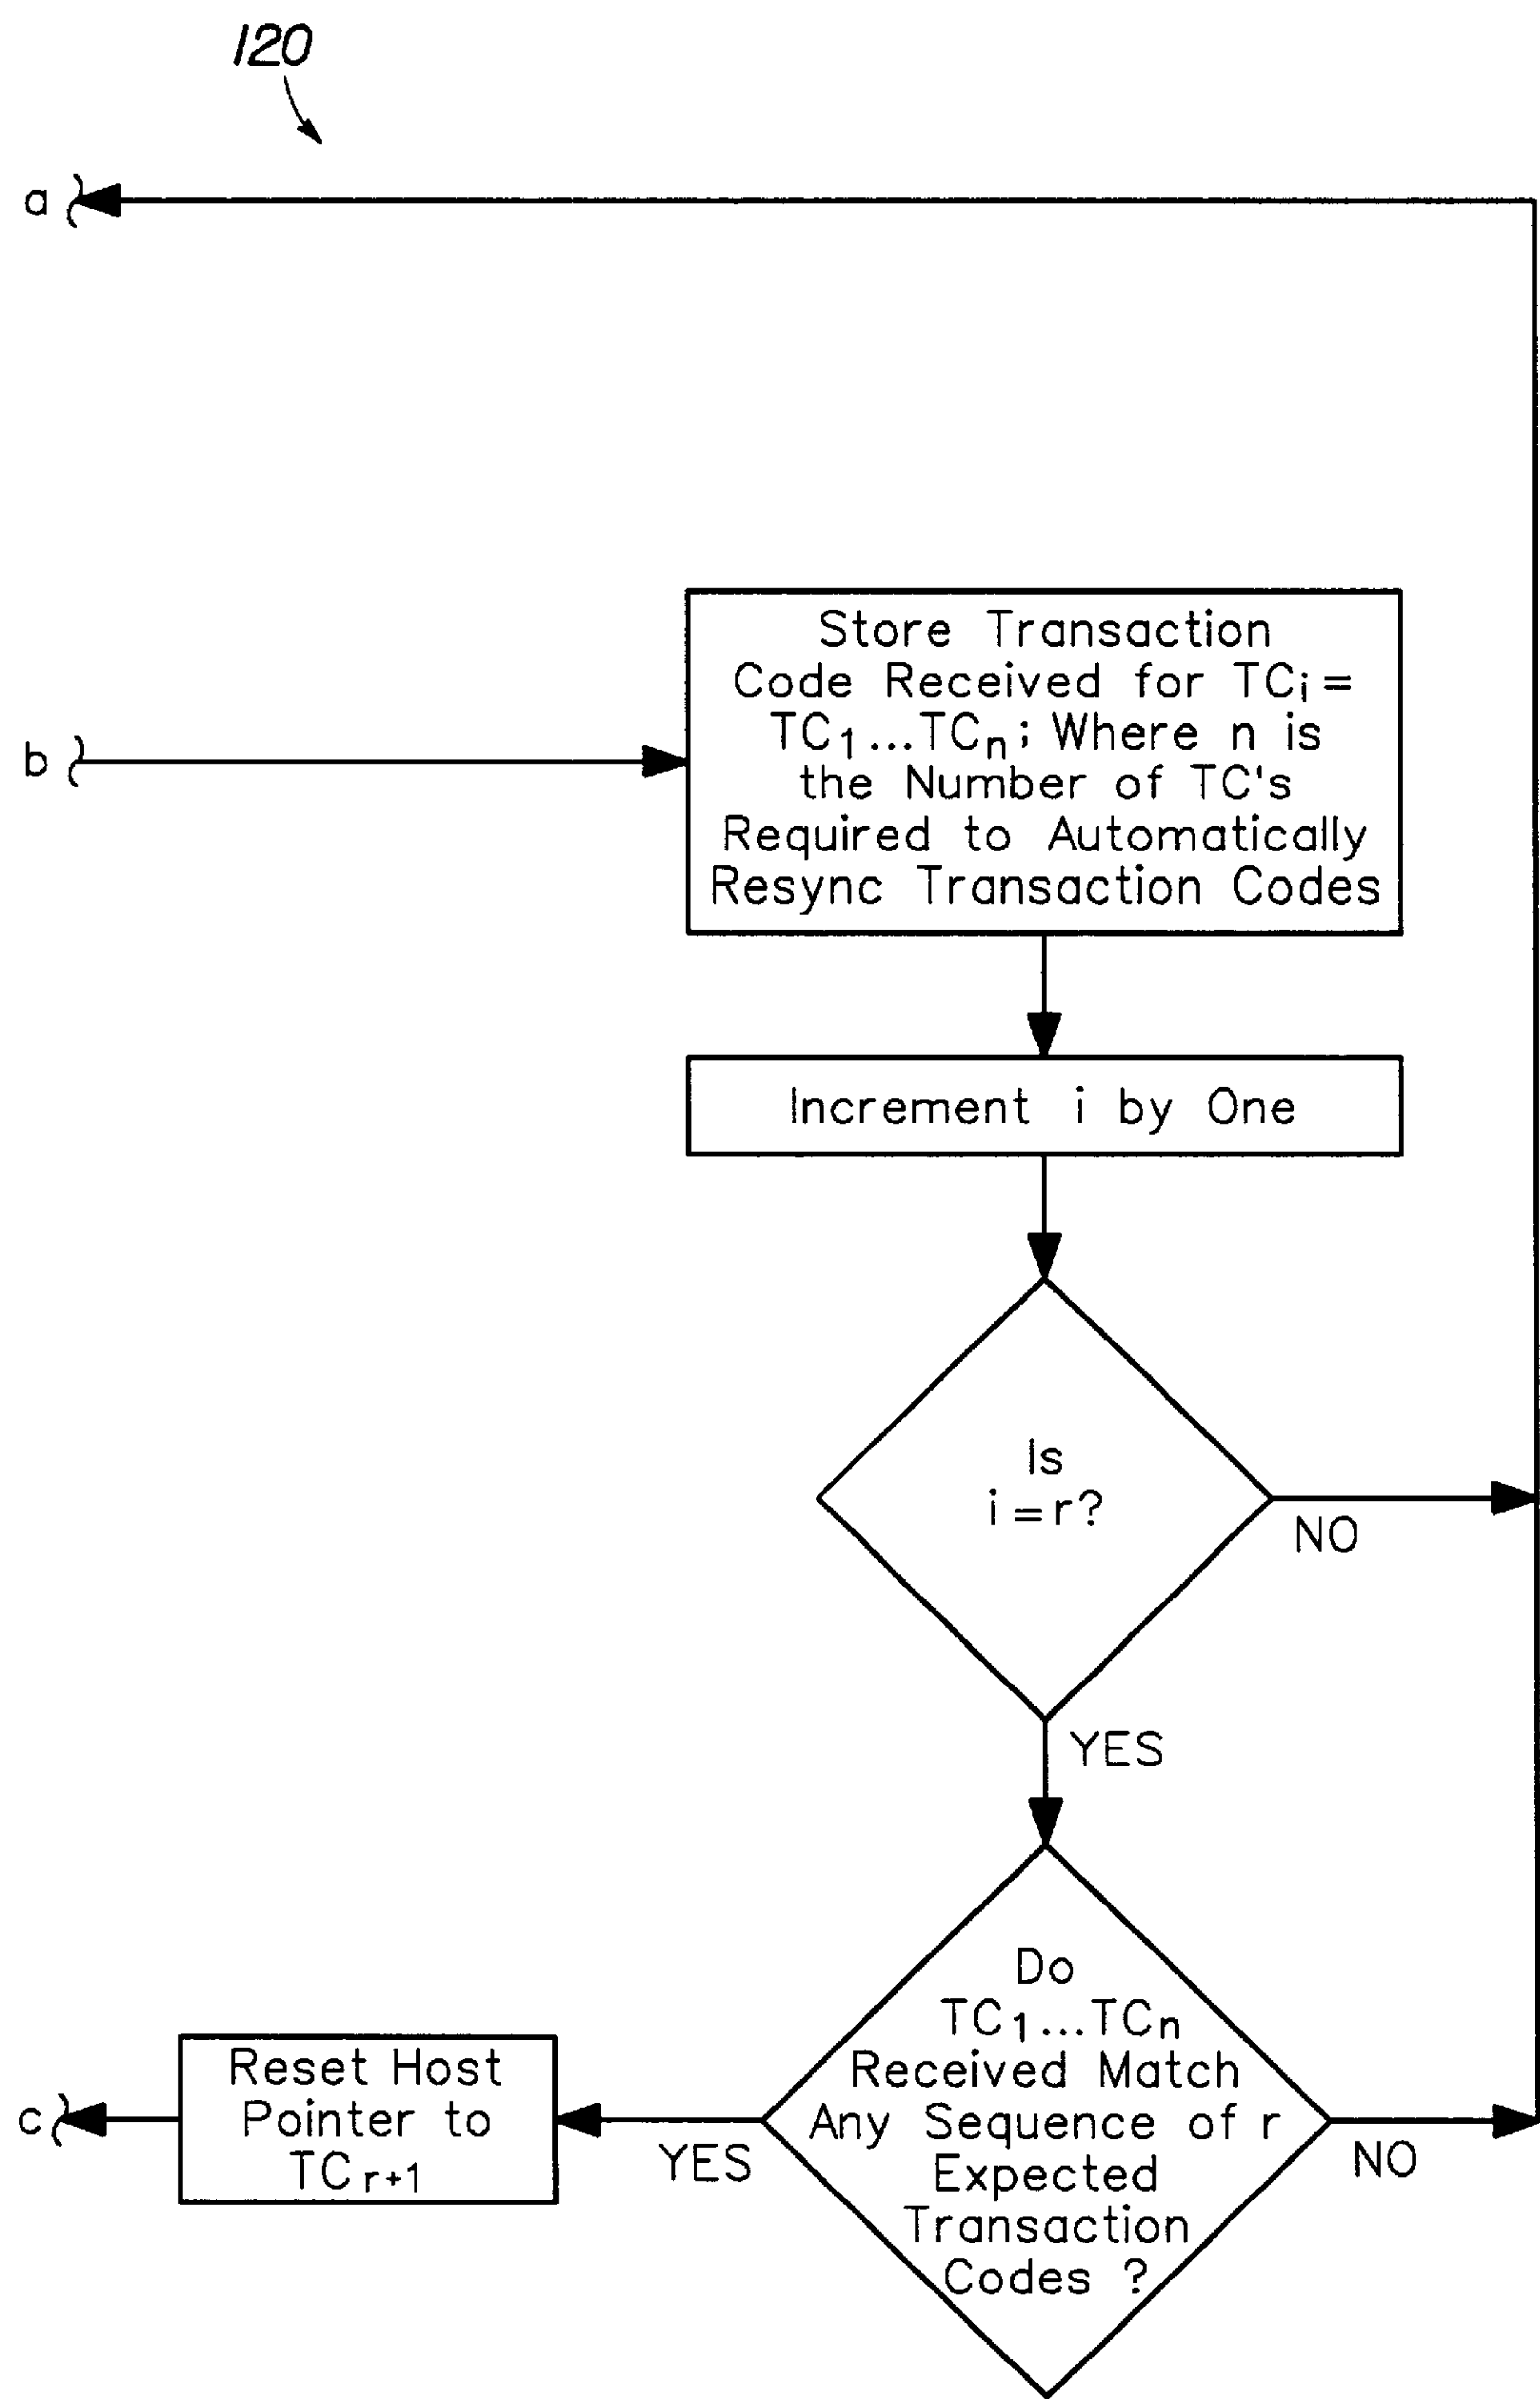 120
a
b
Store Transaction
Code Received for TCi=
TC1...TCn; Where n is
the Number of TC's
Required to Automatically
Resync Transaction Codes
Increment i by One
Is
i=r?
NO
YES
Do
TC1...TCn
Received Match
Any Sequence of r
Expected
Transaction
Codes ?
NO
YES
Reset Host
Pointer to
TCr+1
c